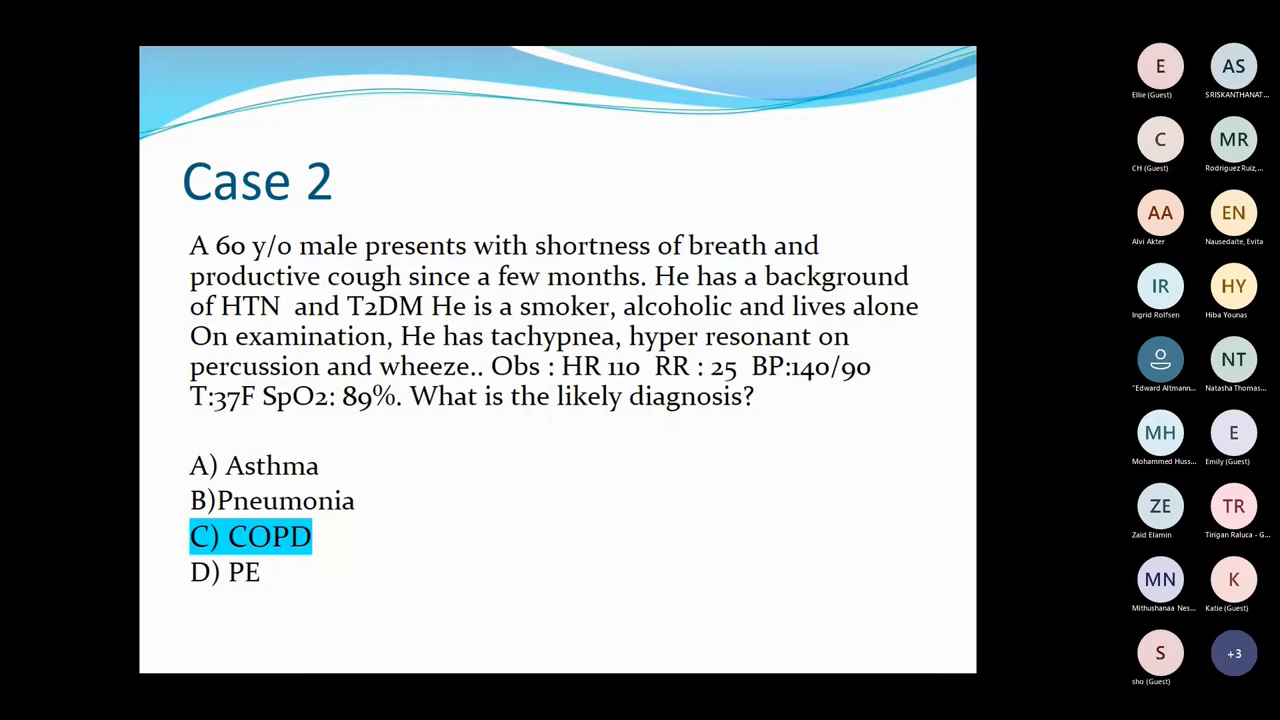 Case 2
A 60 y/o male presents with shortness of breath and
productive cough since a few months. He has a background
of HTN  and T2DM He is a smoker, alcoholic and lives alone
On examination, He has tachypnea, hyper resonant on
percussion and wheeze.. Obs : HR 110  RR : 25  BP:140/90
T:37F SpO2: 89%. What is the likely diagnosis?
A) Asthma
B)Pneumonia
C) COPD
D) PE
E
AS
Ellie (Guest)
SRISKANTHANAT...
C
MR
CH (Guest)
Rodriguez Ruiz,...
AA
EN
Alvi Akter
Nausedaite, Evita
IR
HY
Ingrid Rolfsen
Hiba Younas
NT
"Edward Altmann...
Natasha Thomas...
MH
E
Mohammed Huss...
Emily (Guest)
ZE
TR
Zaid Elamin
Tirigan Raluca - G...
MN
K
Mithushanaa Nes...
Katie (Guest)
S
+3
sho (Guest)